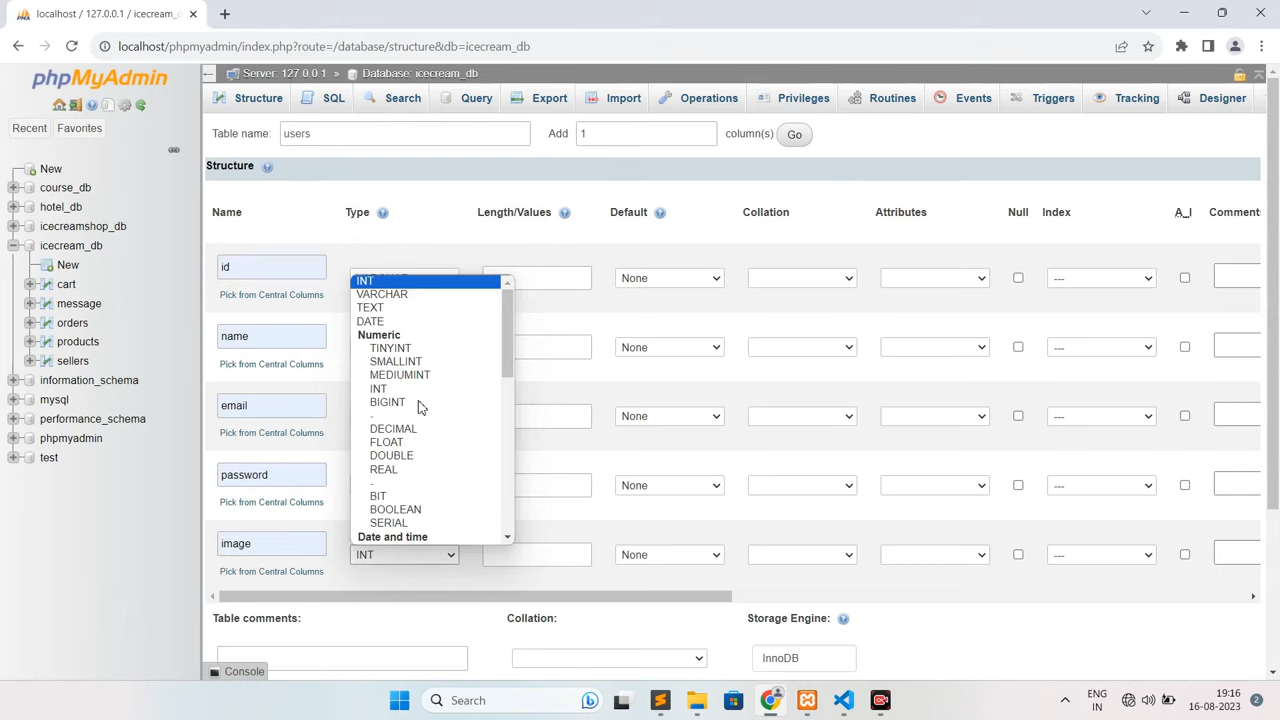 localhost / 127.0.0.1 / icecream_
localhost/phpmyadmin/index.php?route=/database/structure&db=icecream_db
phpMyAdmin
Recent Favorites
New
course_db
hotel_db
icecreamshop_db
icecream_db
New
cart
message
orders
products
sellers
information_schema
mysql
performance_schema
phpmyadmin
test
Server: 127.0.0.1 » Database: icecream_db
Structure SQL Search Query Export Import Operations Privileges Routines Events Triggers Tracking Designer
Table name: users Add 1 column(s) Go
Structure
Name Type Length/Values Default Collation Attributes Null Index A_I Comments
id None ---
Pick from Central Columns
name None ---
Pick from Central Columns
email None ---
Pick from Central Columns
password None ---
Pick from Central Columns
image INT None ---
Pick from Central Columns
INT
VARCHAR
TEXT
DATE
Numeric
TINYINT
SMALLINT
MEDIUMINT
INT
BIGINT
-
DECIMAL
FLOAT
DOUBLE
REAL
-
BIT
BOOLEAN
SERIAL
Date and time
Table comments: Collation: Storage Engine:
InnoDB
Console
Search
ENG
IN
19:16
16-08-2023
2